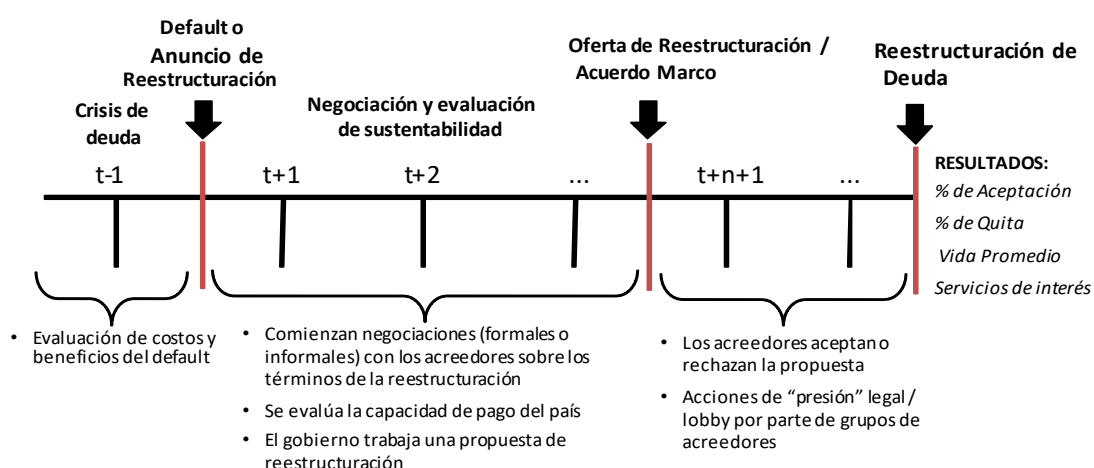 Default o
Anuncio de
Reestructuración
Crisis de
deuda
Negociación y evaluación
de sustentabilidad
Oferta de Reestructuración /
Acuerdo Marco
Reestructuración de
Deuda
t-1
t+1
t+2
...
t+n+1
...
RESULTADOS:
% de Aceptación
% de Quita
Vida Promedio
Servicios de interés
• Evaluación de costos y
beneficios del default
• Comienzan negociaciones (formales o
informales) con los acreedores sobre los
términos de la reestructuración
• Se evalúa la capacidad de pago del país
• El gobierno trabaja una propuesta de
reestructuración
• Los acreedores aceptan o
rechazan la propuesta
• Acciones de “presión” legal /
lobby por parte de grupos de
acreedores